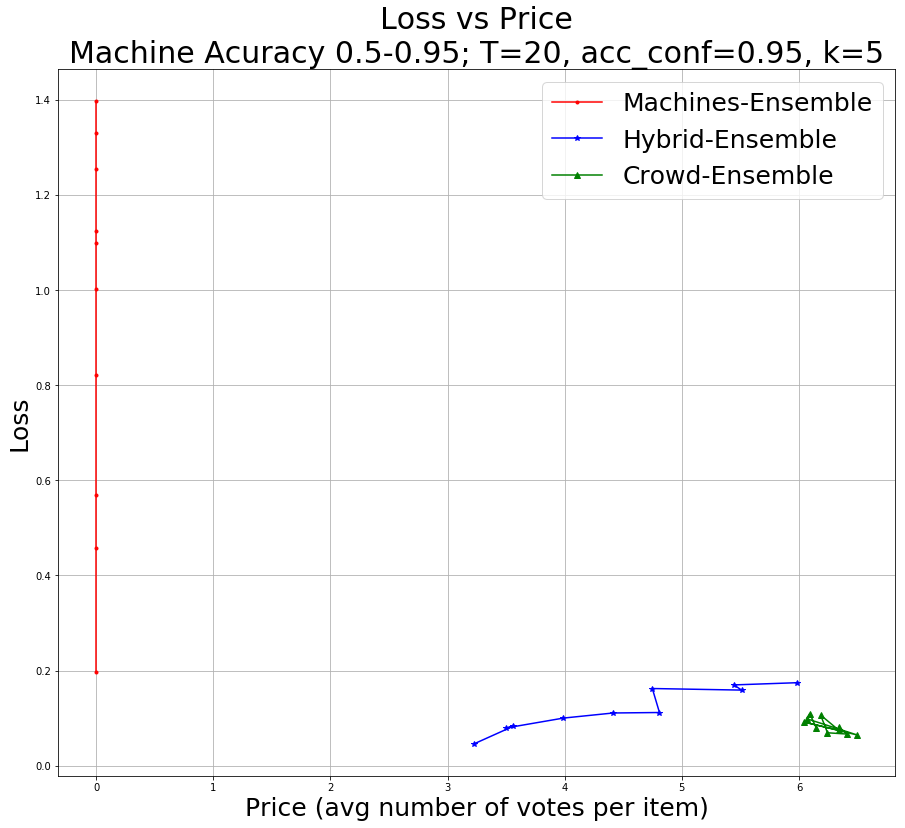 Loss vs Price
Machine Acuracy 0.5-0.95; T=20, acc_conf=0.95, k=5
Machines-Ensemble
Hybrid-Ensemble
Crowd-Ensemble
Loss
1.4
1.2
1.0
0.8
0.6
0.4
0.2
0.0
0 1 2 3 4 5 6
Price (avg number of votes per item)